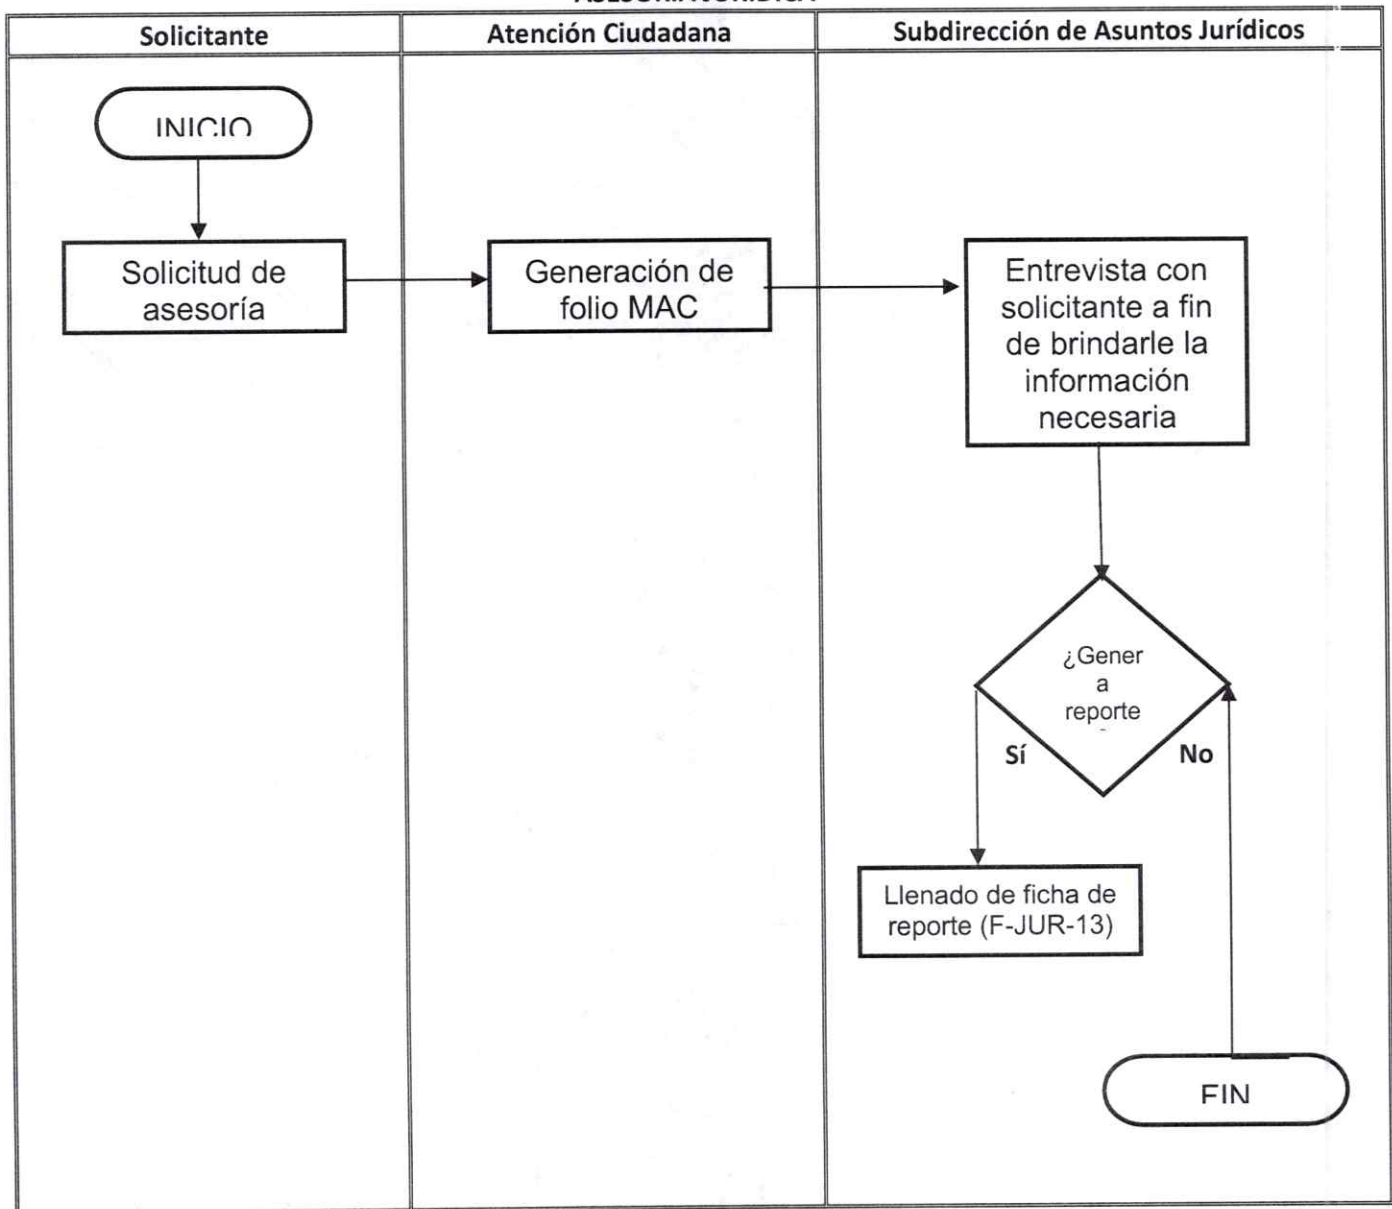 Solicitante
Atención Ciudadana
Subdirección de Asuntos Jurídicos
INICIO
Solicitud de
asesoría
Generación de
folio MAC
Entrevista con
solicitante a fin
de brindarle la
información
necesaria
¿Gener
a
reporte
Sí
No
Llenado de ficha de
reporte (F-JUR-13)
FIN